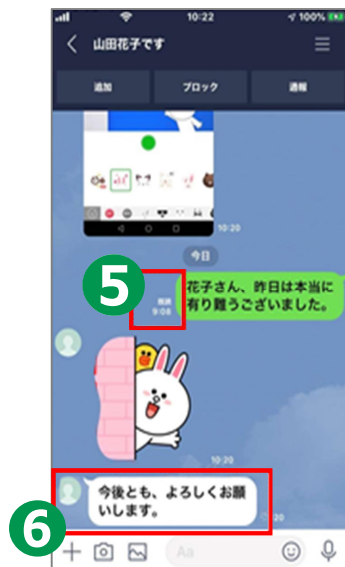 10:22
100%
山田花子です
追加
ブロック
通報
10:20
今日
5
花子さん、昨日は本当に
有り難うございました。
既読
9:08
10:20
6
今後とも、よろしくお願
いします。
20
Aa